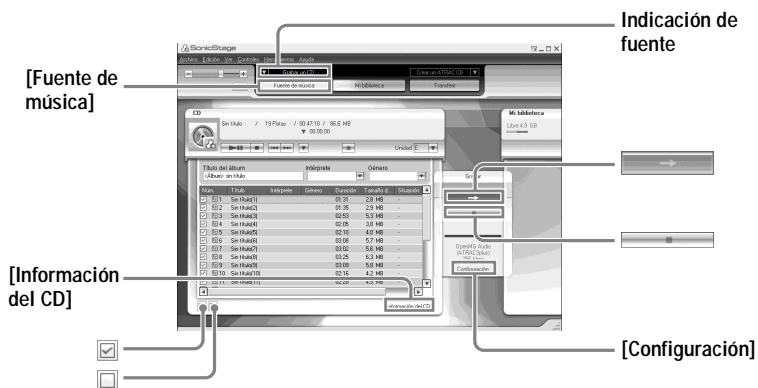 Indicación de
fuente
[Fuente de
música]
[Información
del CD]
[Configuración]
SonicStage
Archivo Edición Ver Controles Herramientas Ayuda
Grabar un CD
Crear un ATRAC CD
Fuente de música
Mi biblioteca
Transferir
CD
Sin título / 19 Pistas / 00:47:18 / 86,6 MB
00:00:00
Unidad E
Mi biblioteca
Libre 4,9 GB
Título del álbum Intérprete Género
<Álbum> sin título
Núm. Título Intérprete Género Duración Tamaño d... Situación
1 Sin título(1) 01:31 2,8 MB -
2 Sin título(2) 01:35 2,9 MB -
3 Sin título(3) 02:53 5,3 MB -
4 Sin título(4) 02:05 3,8 MB -
5 Sin título(5) 02:10 4,0 MB -
6 Sin título(6) 03:08 5,7 MB -
7 Sin título(7) 03:02 5,6 MB -
8 Sin título(8) 03:25 6,3 MB -
9 Sin título(9) 03:09 5,8 MB -
10 Sin título(10) 02:16 4,2 MB -
Grabar
OpenMG Audio
(ATRAC3plus)
Configuración
nformación del CD